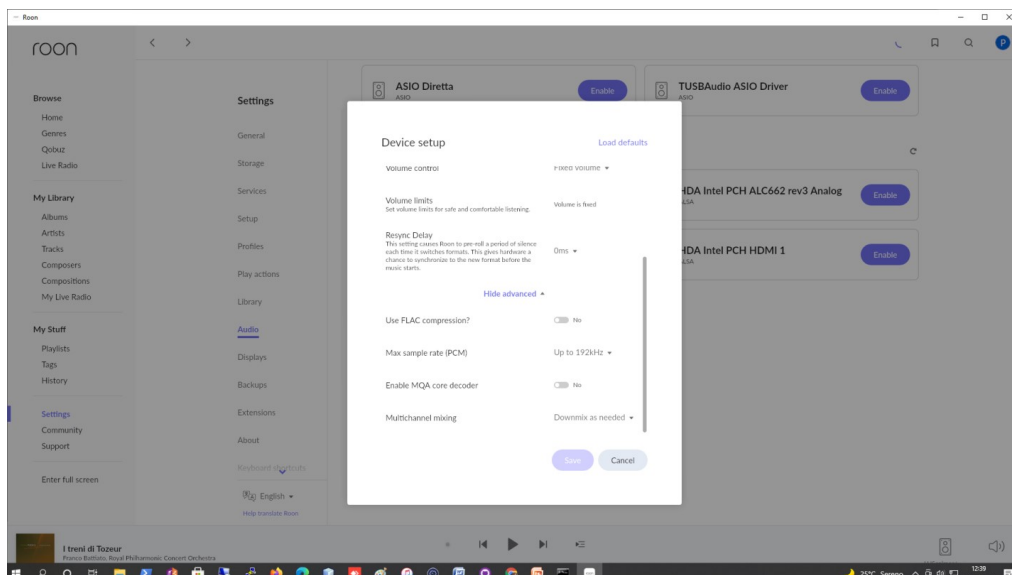 Roon
roon
P
Browse
Home
Genres
Qobuz
Live Radio
My Library
Albums
Artists
Tracks
Composers
Compositions
My Live Radio
My Stuff
Playlists
Tags
History
Settings
Community
Support
Enter full screen
Settings
General
Storage
Services
Setup
Profiles
Play actions
Library
Audio
Displays
Backups
Extensions
About
Keyboard shortcuts
English
Help translate Roon
ASIO Diretta
ASIO
Enable
TUSBAudio ASIO Driver
ASIO
Enable
HDA Intel PCH ALC662 rev3 Analog
ALSA
Enable
HDA Intel PCH HDMI 1
ALSA
Enable
Device setup
Load defaults
Volume control
Fixed volume
Volume limits
Set volume limits for safe and comfortable listening.
Volume is fixed
Resync Delay
This setting causes Roon to pre-roll a period of silence
each time it switches formats. This gives hardware a
chance to synchronize to the new format before the
music starts.
0ms
Hide advanced
Use FLAC compression?
No
Max sample rate (PCM)
Up to 192kHz
Enable MQA core decoder
No
Multichannel mixing
Downmix as needed
Save
Cancel
I treni di Tozeur
Franco Battiato, Royal Philharmonic Concert Orchestra
25°C Sereno
12:39